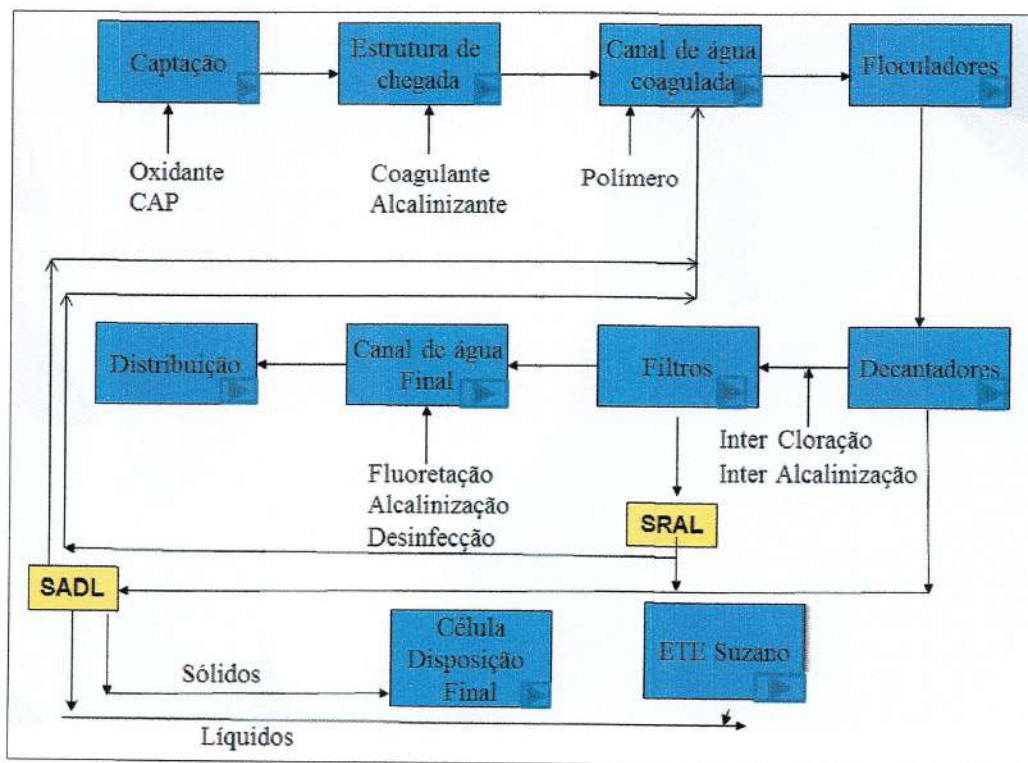 Captação
Estrutura de
chegada
Canal de água
coagulada
Floculadores
Oxidante
CAP
Coagulante
Alcalinizante
Polímero
Distribuição
Canal de água
Final
Filtros
Decantadores
Inter Cloração
Inter Alcalinização
Fluoretação
Alcalinização
Desinfecção
SRAL
SADL
Célula
Disposição
Final
ETE Suzano
Sólidos
Líquidos